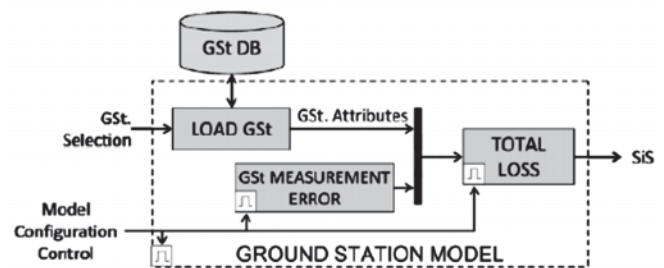 GSt DB
GSt.
Selection
LOAD GSt
GSt. Attributes
TOTAL
LOSS
SiS
GSt MEASUREMENT
ERROR
Model
Configuration
Control
GROUND STATION MODEL